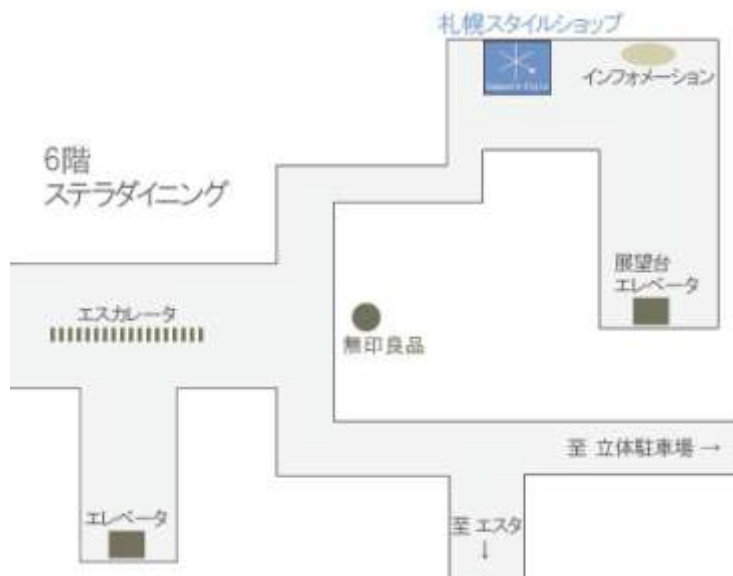 札幌スタイルショップ
インフォメーション
6階
ステラダイニング
展望台
エレベータ
エスカレータ
無印良品
至 立体駐車場 →
エレベータ
至 エスタ
↓